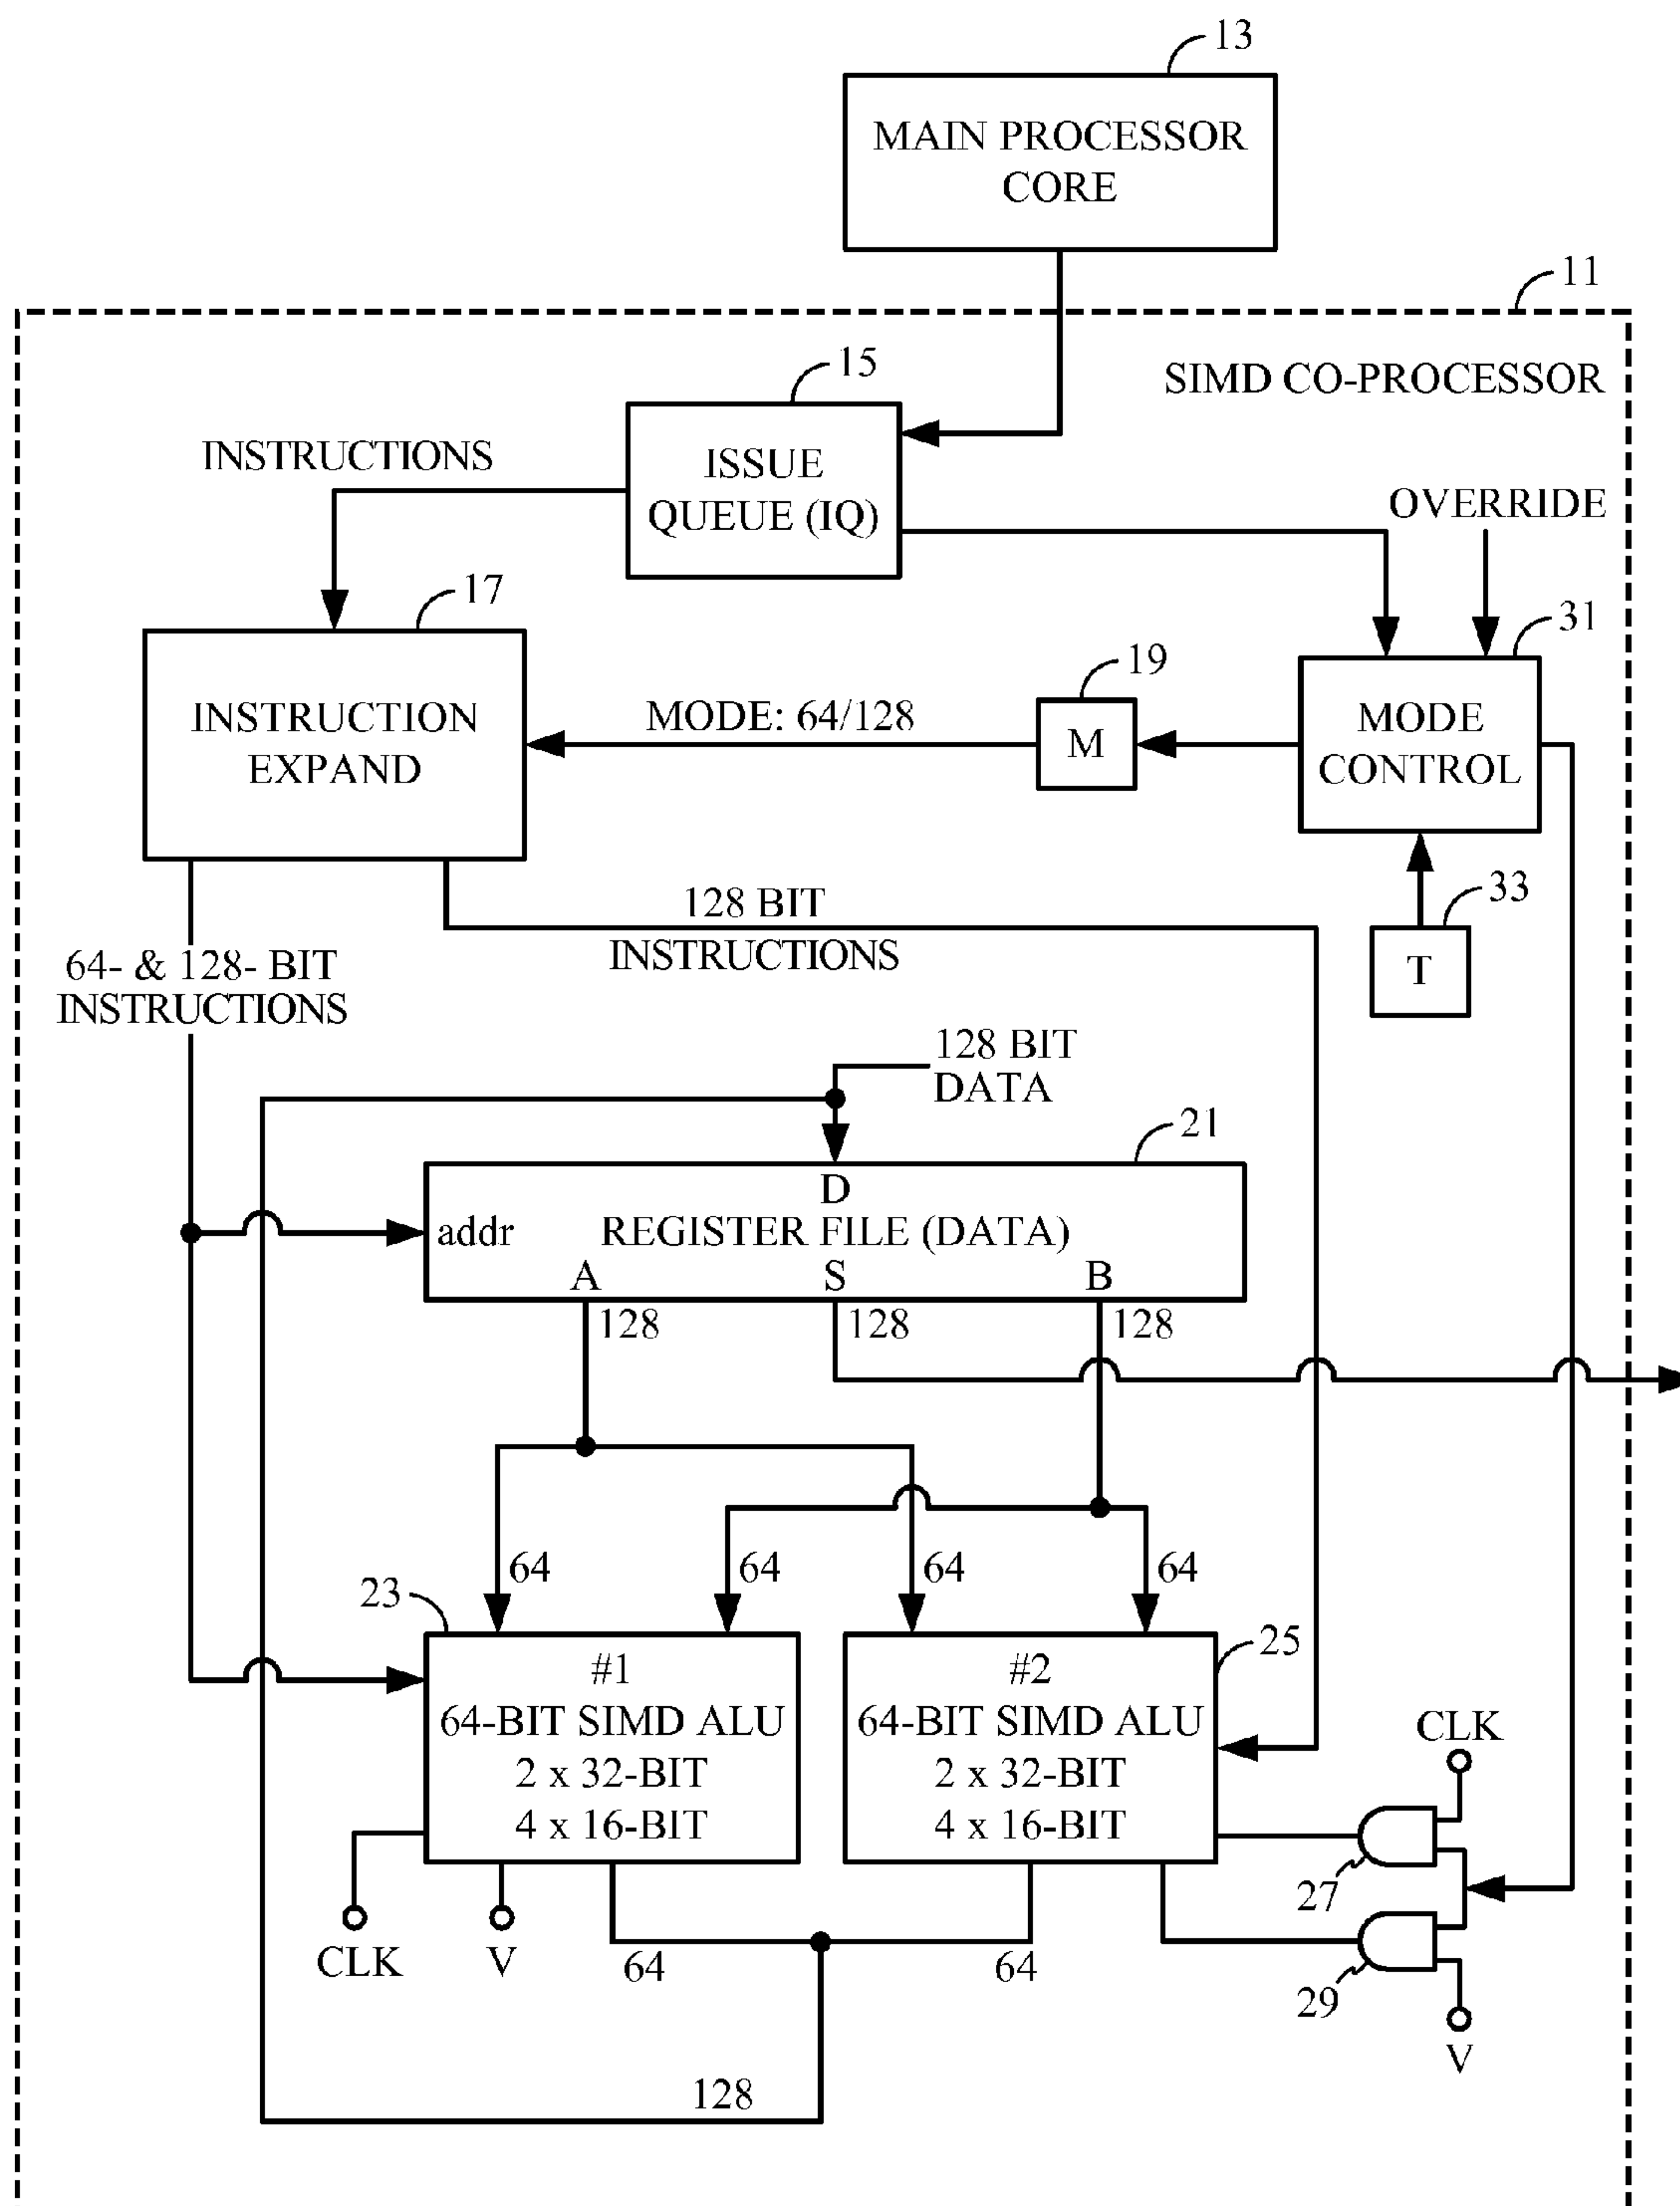 13
MAIN PROCESSOR
CORE
11
15
SIMD CO-PROCESSOR
INSTRUCTIONS
ISSUE
QUEUE (IQ)
OVERRIDE
17
31
19
INSTRUCTION
EXPAND
MODE: 64/128
M
MODE
CONTROL
128 BIT
INSTRUCTIONS
33
T
64- & 128- BIT
INSTRUCTIONS
128 BIT
DATA
21
D
addr
REGISTER FILE (DATA)
A
S
B
128
128
128
64
64
64
64
23
25
#1
64-BIT SIMD ALU
2 x 32-BIT
4 x 16-BIT
#2
64-BIT SIMD ALU
2 x 32-BIT
4 x 16-BIT
CLK
27
CLK
V
64
64
29
V
128